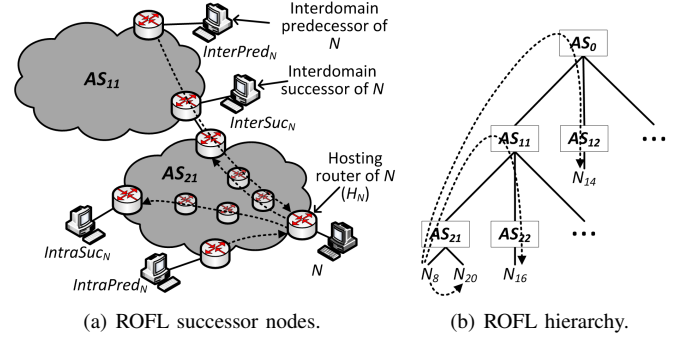 Interdomain
predecessor of
N
InterPred_N
AS_11
Interdomain
successor of N
InterSuc_N
AS_21
Hosting
router of N
(H_N)
IntraSuc_N
IntraPred_N
N
(a) ROFL successor nodes.
AS_0
AS_11
AS_12
...
N_14
AS_21
AS_22
...
N_8
N_20
N_16
(b) ROFL hierarchy.